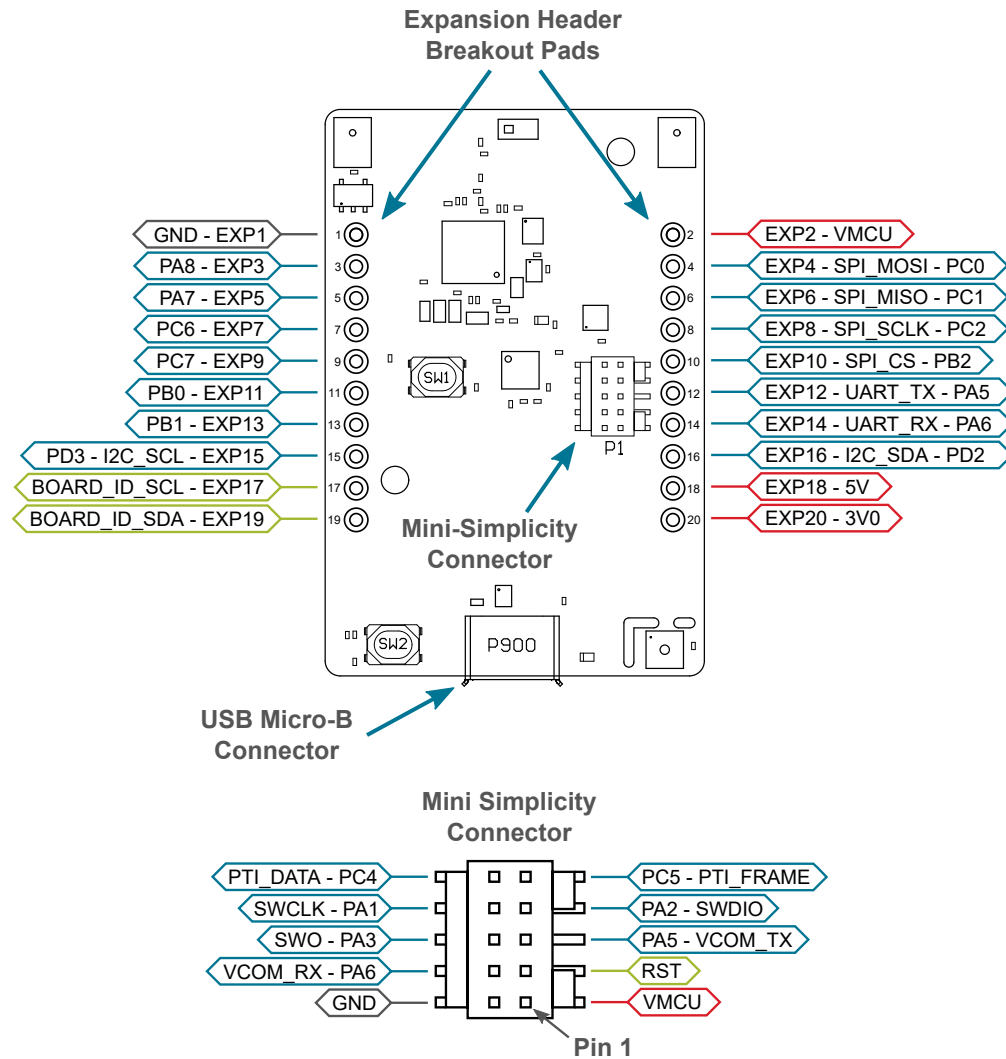 Expansion Header
Breakout Pads
GND - EXP1
1
2
EXP2 - VMCU
PA8 - EXP3
3
4
EXP4 - SPI_MOSI - PC0
PA7 - EXP5
5
6
EXP6 - SPI_MISO - PC1
PC6 - EXP7
7
8
EXP8 - SPI_SCLK - PC2
PC7 - EXP9
9
10
EXP10 - SPI_CS - PB2
SW1
PB0 - EXP11
11
12
EXP12 - UART_TX - PA5
PB1 - EXP13
13
14
EXP14 - UART_RX - PA6
P1
PD3 - I2C_SCL - EXP15
15
16
EXP16 - I2C_SDA - PD2
BOARD_ID_SCL - EXP17
17
18
EXP18 - 5V
BOARD_ID_SDA - EXP19
19
20
EXP20 - 3V0
Mini-Simplicity
Connector
SW2
P900
USB Micro-B
Connector
Mini Simplicity
Connector
PTI_DATA - PC4
PC5 - PTI_FRAME
SWCLK - PA1
PA2 - SWDIO
SWO - PA3
PA5 - VCOM_TX
VCOM_RX - PA6
RST
GND
VMCU
Pin 1